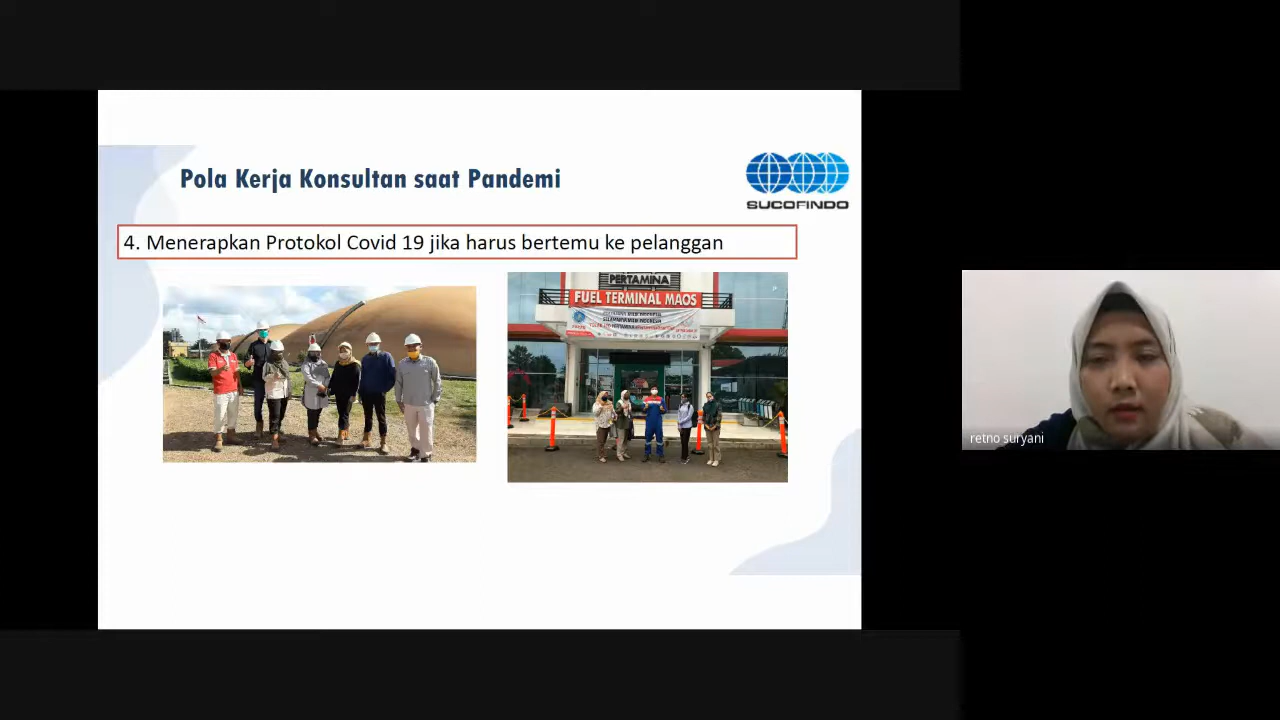 Pola Kerja Konsultan saat Pandemi
SUCOFINDO
4. Menerapkan Protokol Covid 19 jika harus bertemu ke pelanggan
PERTAMINA
FUEL TERMINAL MAOS
retno suryani